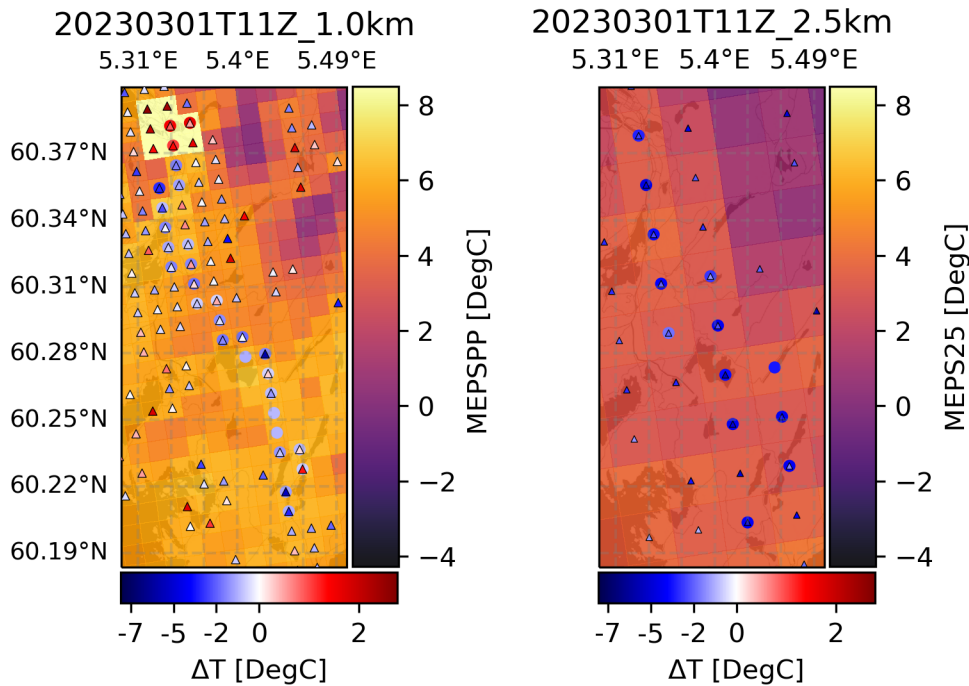 20230301T11Z_1.0km
5.31°E 5.4°E 5.49°E
60.37°N
60.34°N
60.31°N
60.28°N
60.25°N
60.22°N
60.19°N
8
6
4
2
0
−2
−4
MEPSPP [DegC]
-7 -5 -2 0 2
ΔT [DegC]
20230301T11Z_2.5km
5.31°E 5.4°E 5.49°E
8
6
4
2
0
−2
−4
MEPS25 [DegC]
-7 -5 -2 0 2
ΔT [DegC]